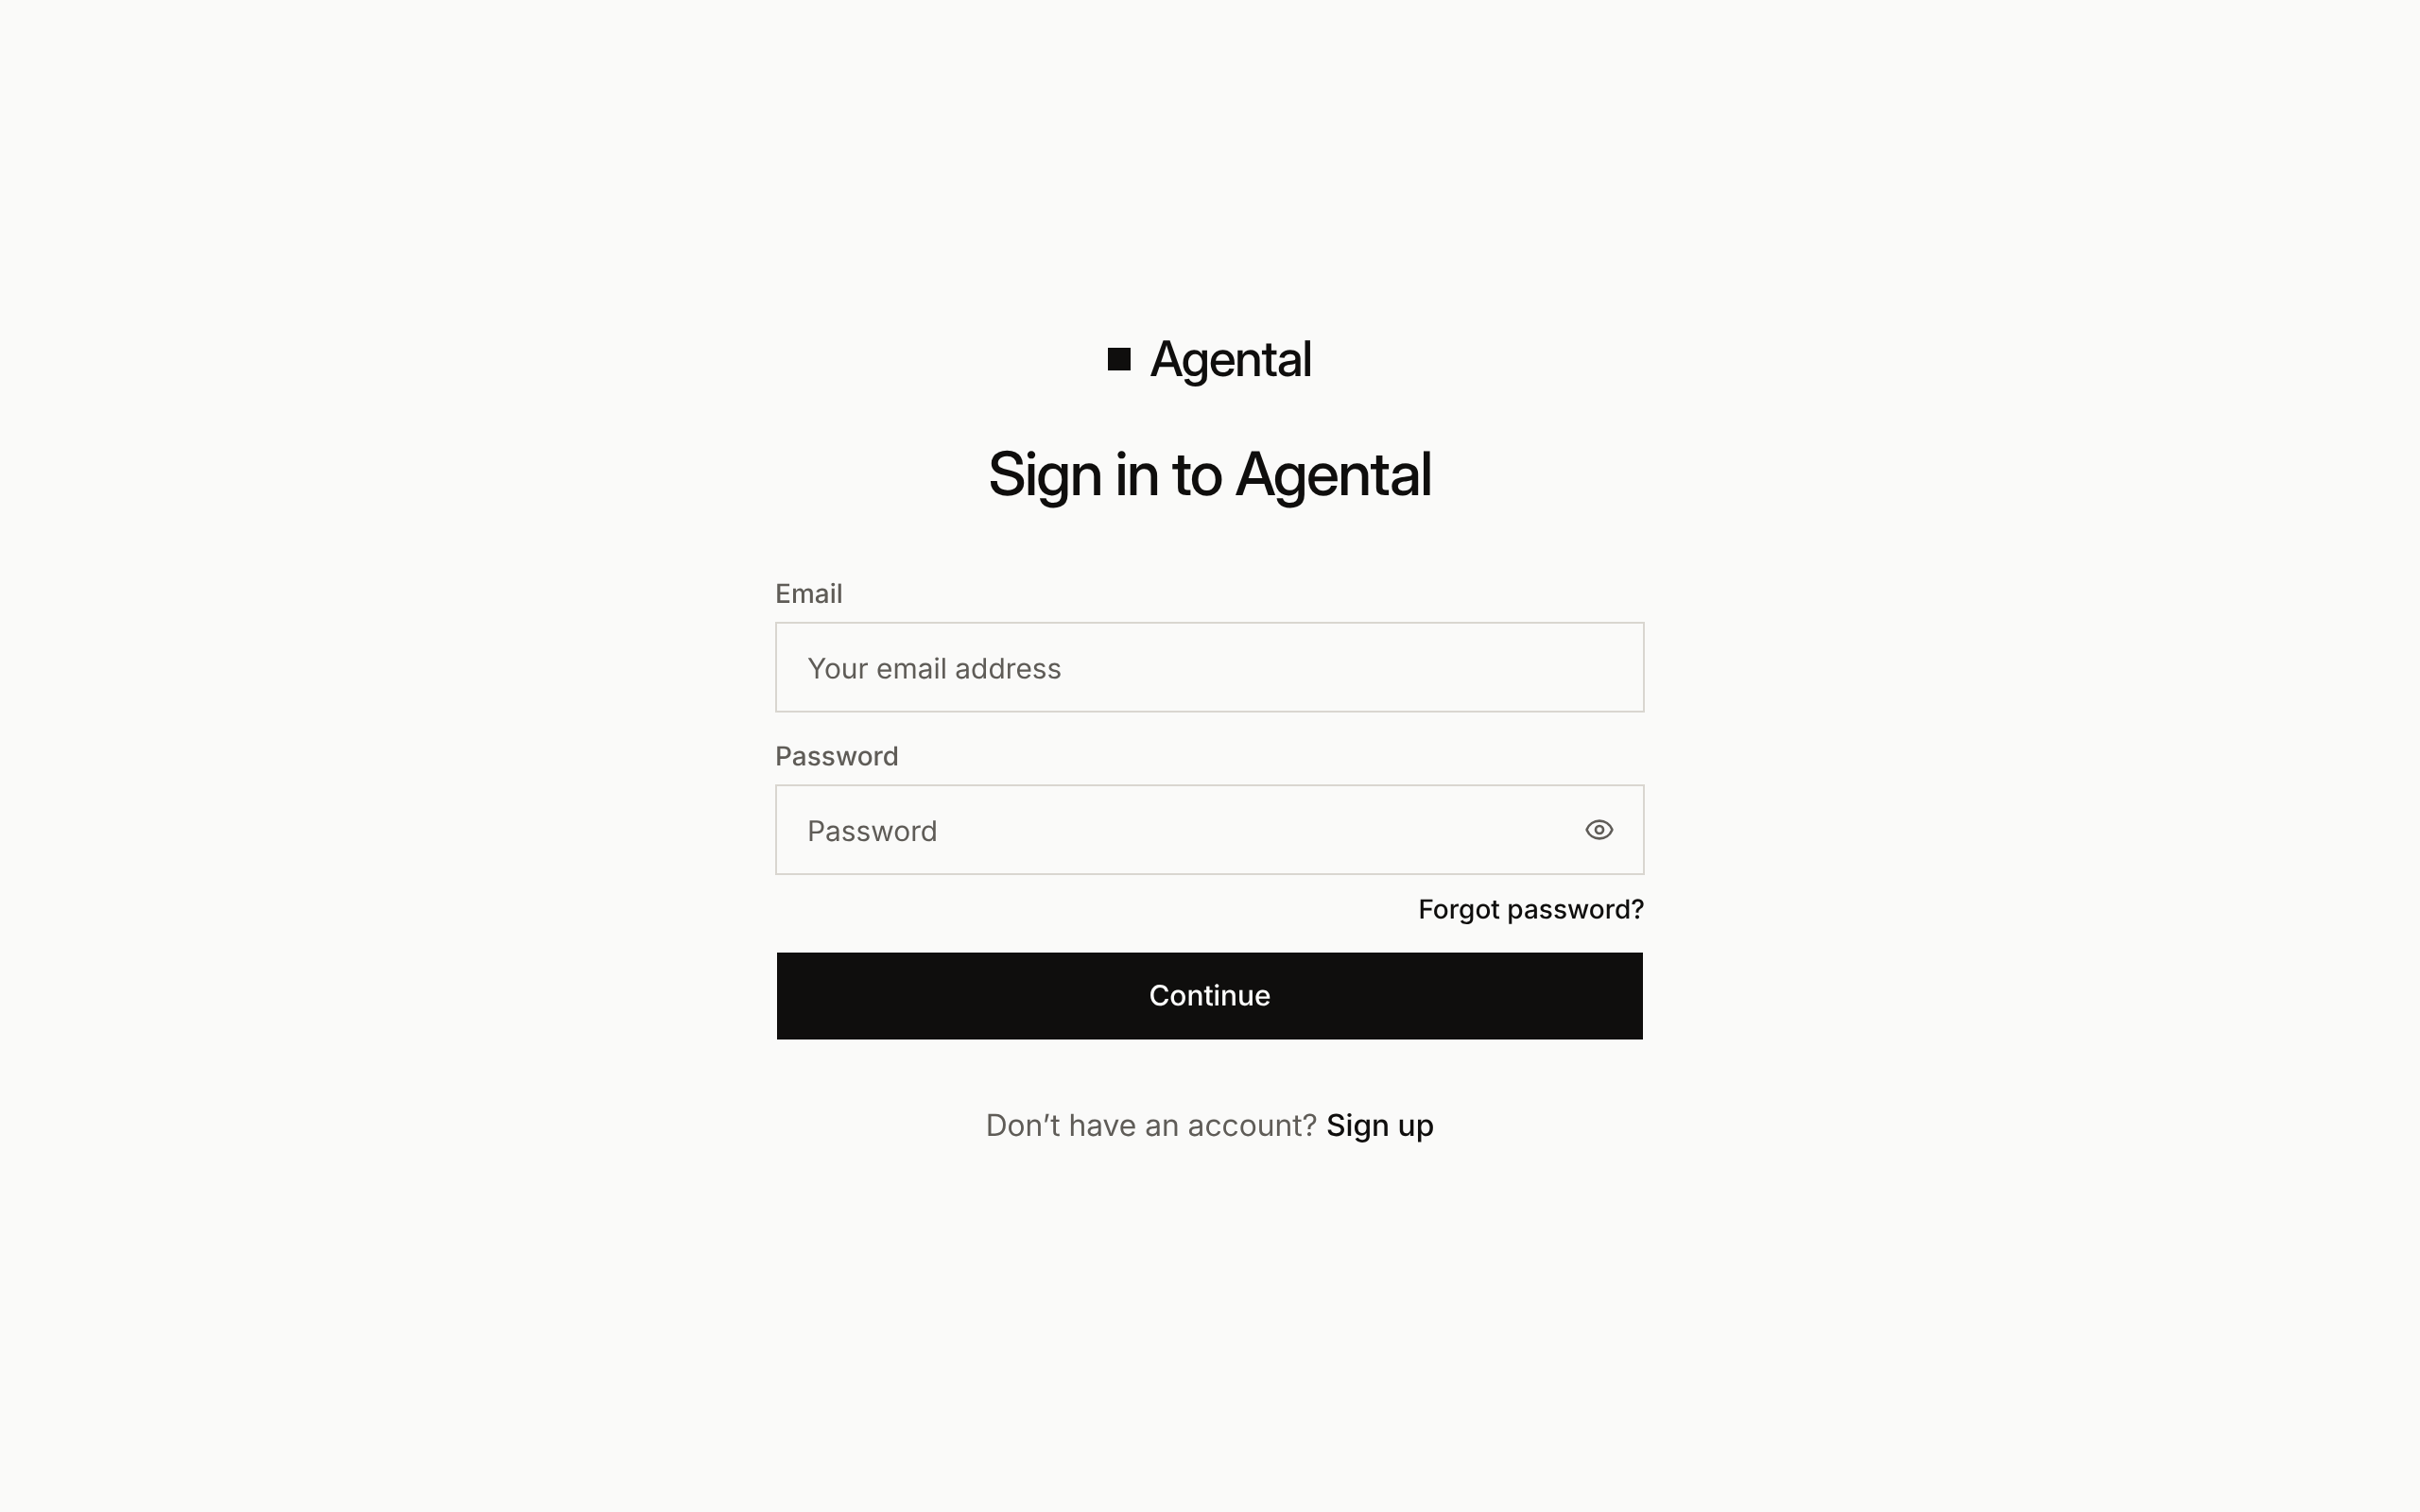 Agental
Sign in to Agental
Email
Your email address
Password
Password
Forgot password?
Continue
Don’t have an account? Sign up